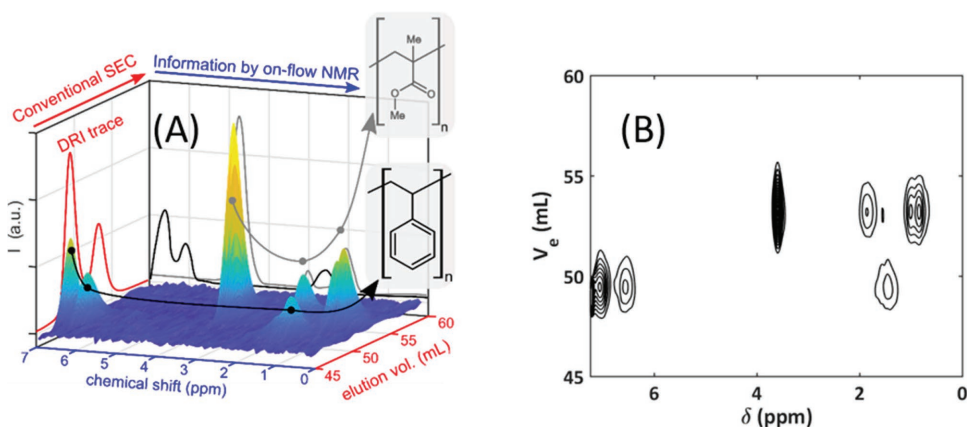 Conventional SEC
Information by on-flow NMR
(A)
DRI trace
I (a.u.)
7 6 5 4 3 2 1 0
chemical shift (ppm)
45 50 55 60
elution vol. (mL)
Me
O O
Me
n
n
(B)
60
55
50
45
V e (mL)
6 4 2 0
δ (ppm)